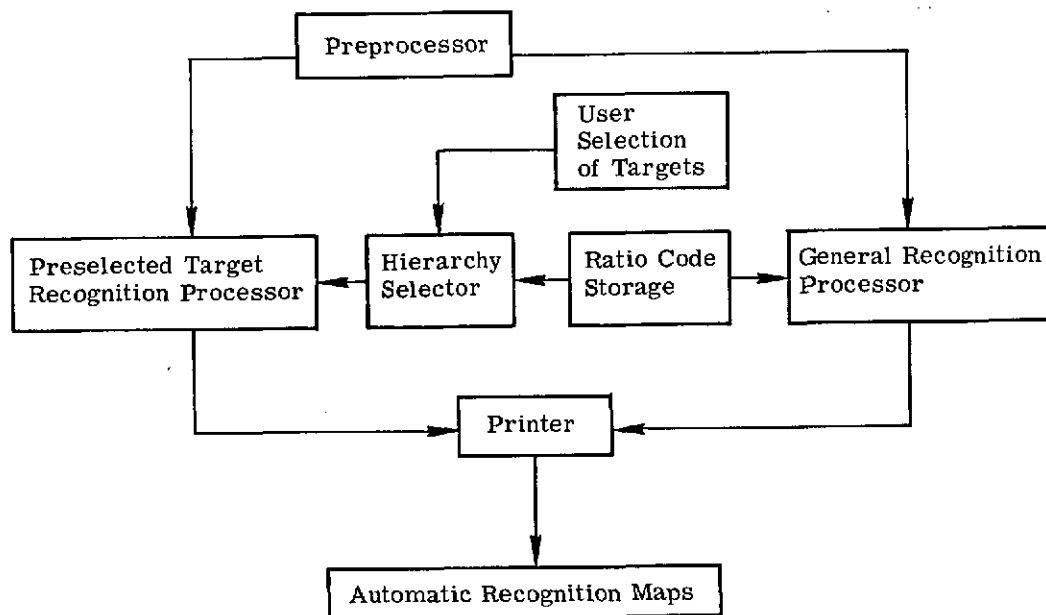 Preprocessor
User
Selection
of Targets
Preselected Target
Recognition Processor
Hierarchy
Selector
Ratio Code
Storage
General Recognition
Processor
Printer
Automatic Recognition Maps